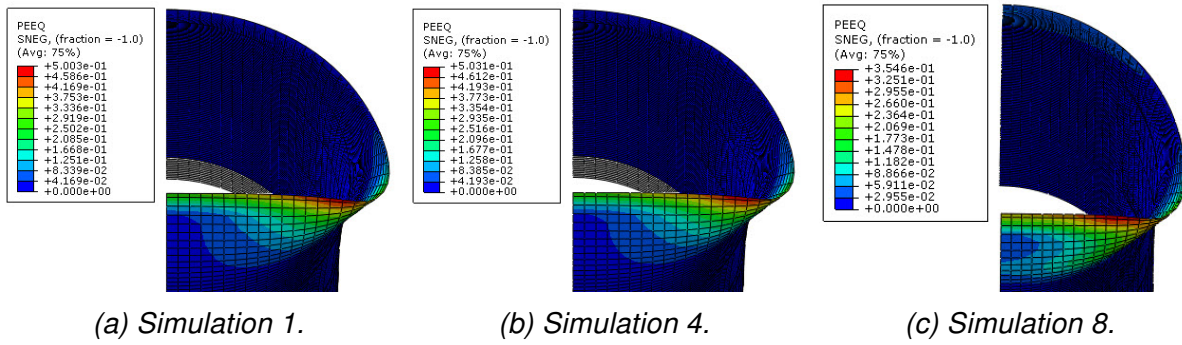 PEEQ
SNEG, (fraction = -1.0)
(Avg: 75%)
+5.003e-01
+4.586e-01
+4.169e-01
+3.753e-01
+3.336e-01
+2.919e-01
+2.502e-01
+2.085e-01
+1.668e-01
+1.251e-01
+8.339e-02
+4.169e-02
+0.000e+00
(a) Simulation 1.
PEEQ
SNEG, (fraction = -1.0)
(Avg: 75%)
+5.031e-01
+4.612e-01
+4.193e-01
+3.773e-01
+3.354e-01
+2.935e-01
+2.516e-01
+2.096e-01
+1.677e-01
+1.258e-01
+8.385e-02
+4.193e-02
+0.000e+00
(b) Simulation 4.
PEEQ
SNEG, (fraction = -1.0)
(Avg: 75%)
+3.546e-01
+3.251e-01
+2.955e-01
+2.660e-01
+2.364e-01
+2.069e-01
+1.773e-01
+1.478e-01
+1.182e-01
+8.866e-02
+5.911e-02
+2.955e-02
+0.000e+00
(c) Simulation 8.